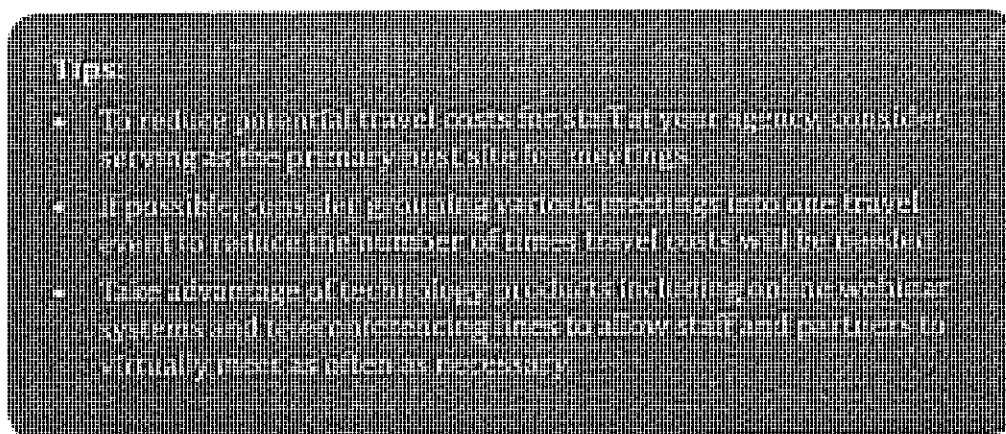 Tips:
• To reduce potential travel costs for staff at your agency, consider
serving as the primary host site for meetings.
• If possible, consider grouping various meetings into one travel
event to reduce the number of times travel costs will be needed.
• Take advantage of technology products including online webinar
systems and teleconferencing lines to allow staff and partners to
virtually meet as often as necessary.